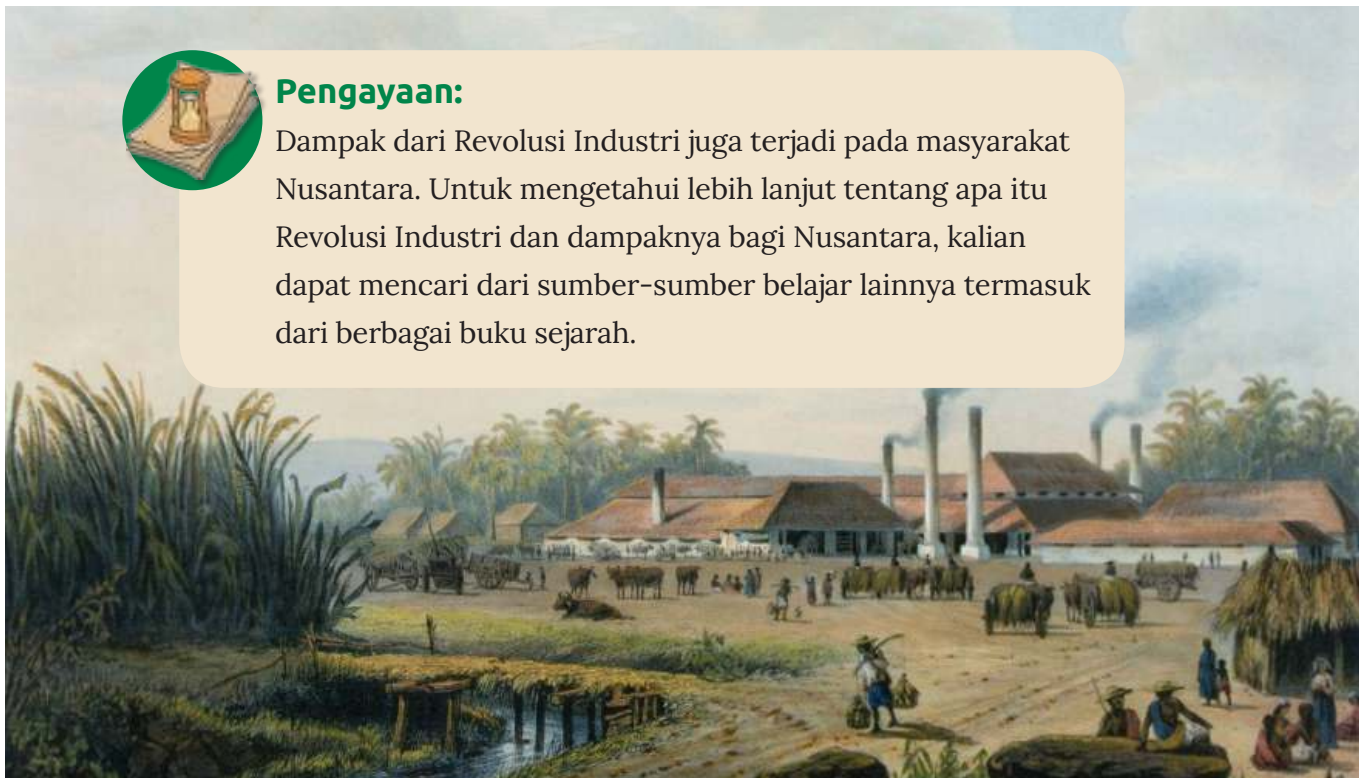 Pengayaan:
Dampak dari Revolusi Industri juga terjadi pada masyarakat
Nusantara. Untuk mengetahui lebih lanjut tentang apa itu
Revolusi Industri dan dampaknya bagi Nusantara, kalian
dapat mencari dari sumber-sumber belajar lainnya termasuk
dari berbagai buku sejarah.